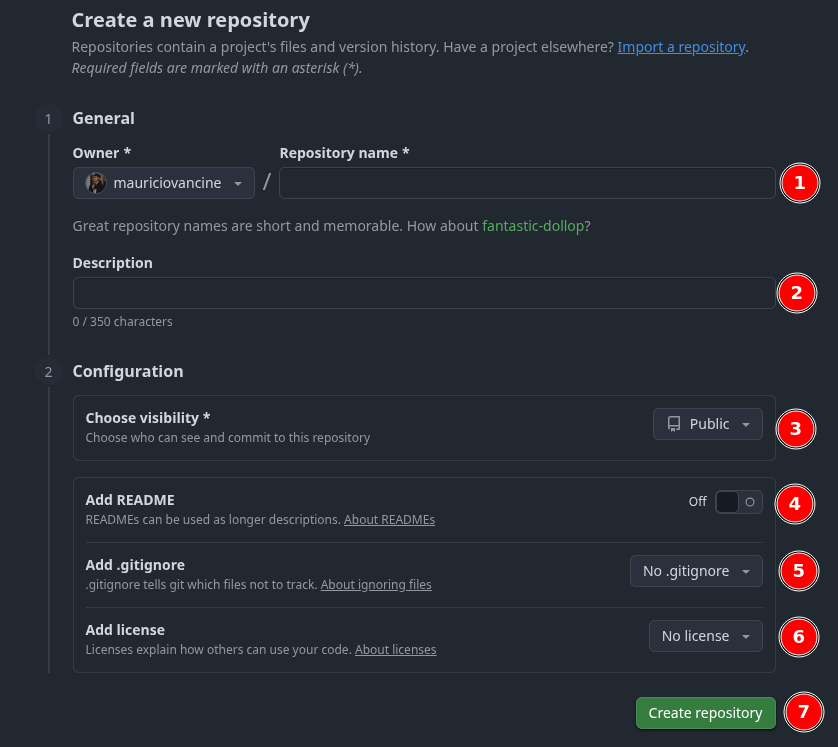 Create a new repository
Repositories contain a project's files and version history. Have a project elsewhere? Import a repository.
Required fields are marked with an asterisk (*).
1 General
Owner * Repository name *
mauriciovancine / 1
Great repository names are short and memorable. How about fantastic-dollop?
Description
2
0 / 350 characters
2 Configuration
Choose visibility *
Choose who can see and commit to this repository
Public 3
Add README
READMEs can be used as longer descriptions. About READMEs
Off 4
Add .gitignore
.gitignore tells git which files not to track. About ignoring files
No .gitignore 5
Add license
Licenses explain how others can use your code. About licenses
No license 6
Create repository 7